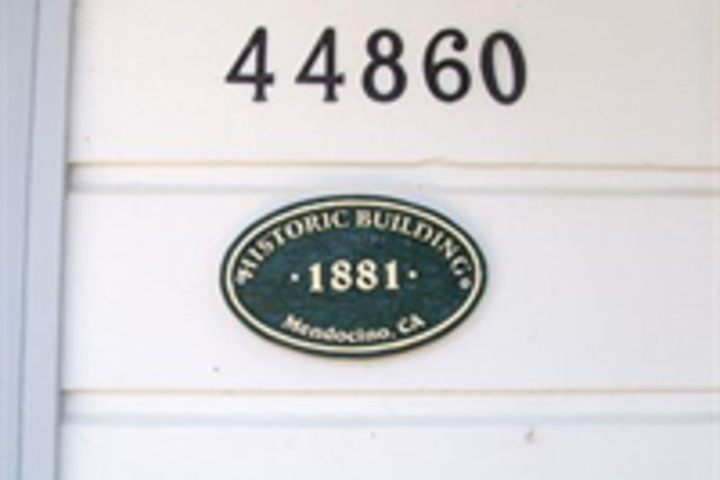 44860
HISTORIC BUILDING
· 1881 ·
Mendocino, CA